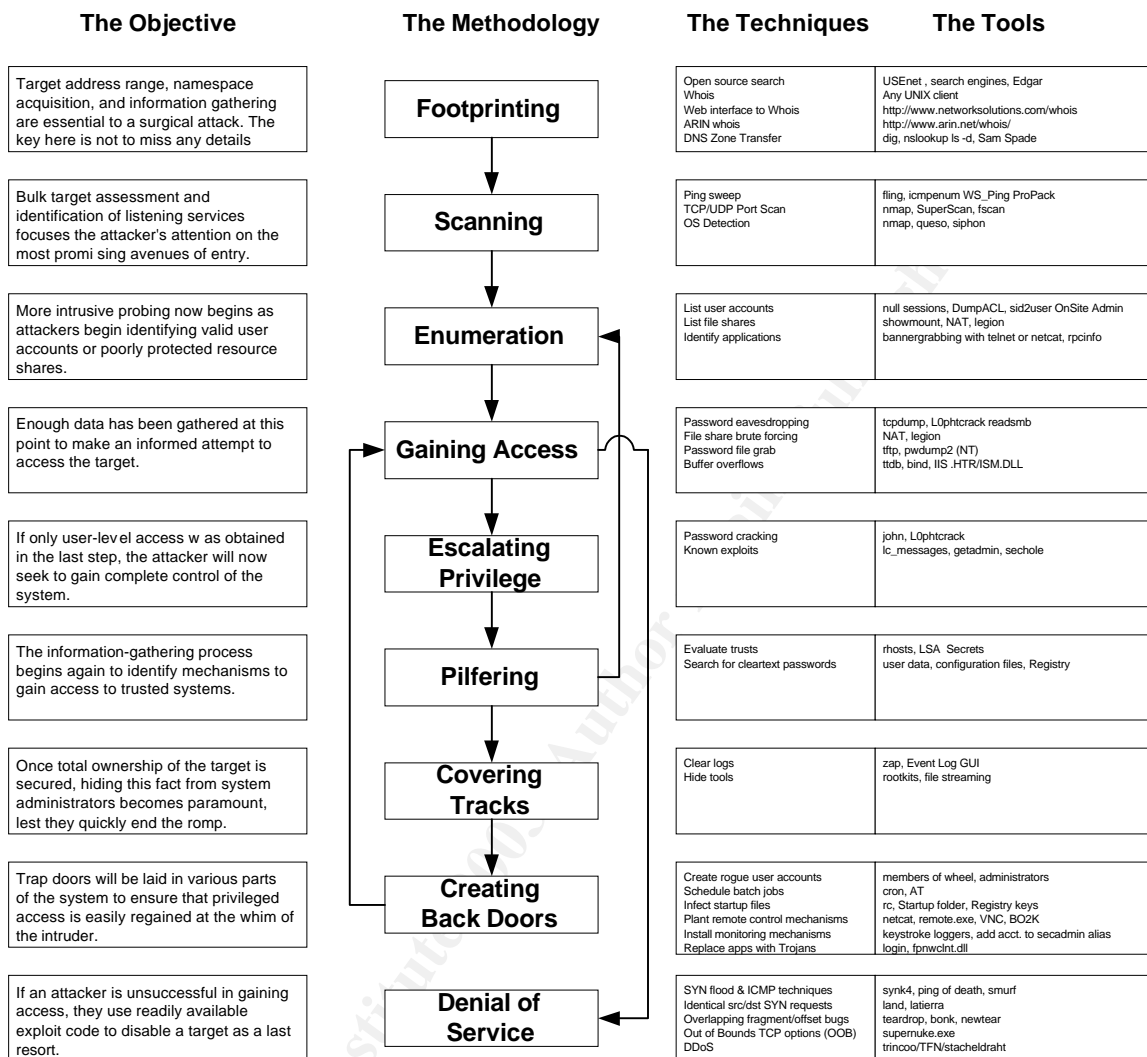 The Objective
The Methodology
The Techniques
The Tools
Target address range, namespace
acquisition, and information gathering
are essential to a surgical attack. The
key here is not to miss any details
Footprinting
Open source search
Whois
Web interface to Whois
ARIN whois
DNS Zone Transfer
USEnet , search engines, Edgar
Any UNIX client
http://www.networksolutions.com/whois
http://www.arin.net/whois/
dig, nslookup ls -d, Sam Spade
Bulk target assessment and
identification of listening services
focuses the attacker's attention on the
most promi sing avenues of entry.
Scanning
Ping sweep
TCP/UDP Port Scan
OS Detection
fling, icmpenum WS_Ping ProPack
nmap, SuperScan, fscan
nmap, queso, siphon
More intrusive probing now begins as
attackers begin identifying valid user
accounts or poorly protected resource
shares.
Enumeration
List user accounts
List file shares
Identify applications
null sessions, DumpACL, sid2user OnSite Admin
showmount, NAT, legion
bannergrabbing with telnet or netcat, rpcinfo
Enough data has been gathered at this
point to make an informed attempt to
access the target.
Gaining Access
Password eavesdropping
File share brute forcing
Password file grab
Buffer overflows
tcpdump, L0phtcrack readsmb
NAT, legion
tftp, pwdump2 (NT)
ttdb, bind, IIS .HTR/ISM.DLL
If only user-level access w as obtained
in the last step, the attacker will now
seek to gain complete control of the
system.
Escalating
Privilege
Password cracking
Known exploits
john, L0phtcrack
lc_messages, getadmin, sechole
The information-gathering process
begins again to identify mechanisms to
gain access to trusted systems.
Pilfering
Evaluate trusts
Search for cleartext passwords
rhosts, LSA Secrets
user data, configuration files, Registry
Once total ownership of the target is
secured, hiding this fact from system
administrators becomes paramount,
lest they quickly end the romp.
Covering
Tracks
Clear logs
Hide tools
zap, Event Log GUI
rootkits, file streaming
Trap doors will be laid in various parts
of the system to ensure that privileged
access is easily regained at the whim of
the intruder.
Creating
Back Doors
Create rogue user accounts
Schedule batch jobs
Infect startup files
Plant remote control mechanisms
Install monitoring mechanisms
Replace apps with Trojans
members of wheel, administrators
cron, AT
rc, Startup folder, Registry keys
netcat, remote.exe, VNC, BO2K
keystroke loggers, add acct. to secadmin alias
login, fpnwclnt.dll
If an attacker is unsuccessful in gaining
access, they use readily available
exploit code to disable a target as a last
resort.
Denial of
Service
SYN flood & ICMP techniques
Identical src/dst SYN requests
Overlapping fragment/offset bugs
Out of Bounds TCP options (OOB)
DDoS
synk4, ping of death, smurf
land, latierra
teardrop, bonk, newtear
supernuke.exe
trincoo/TFN/stacheldraht
Author